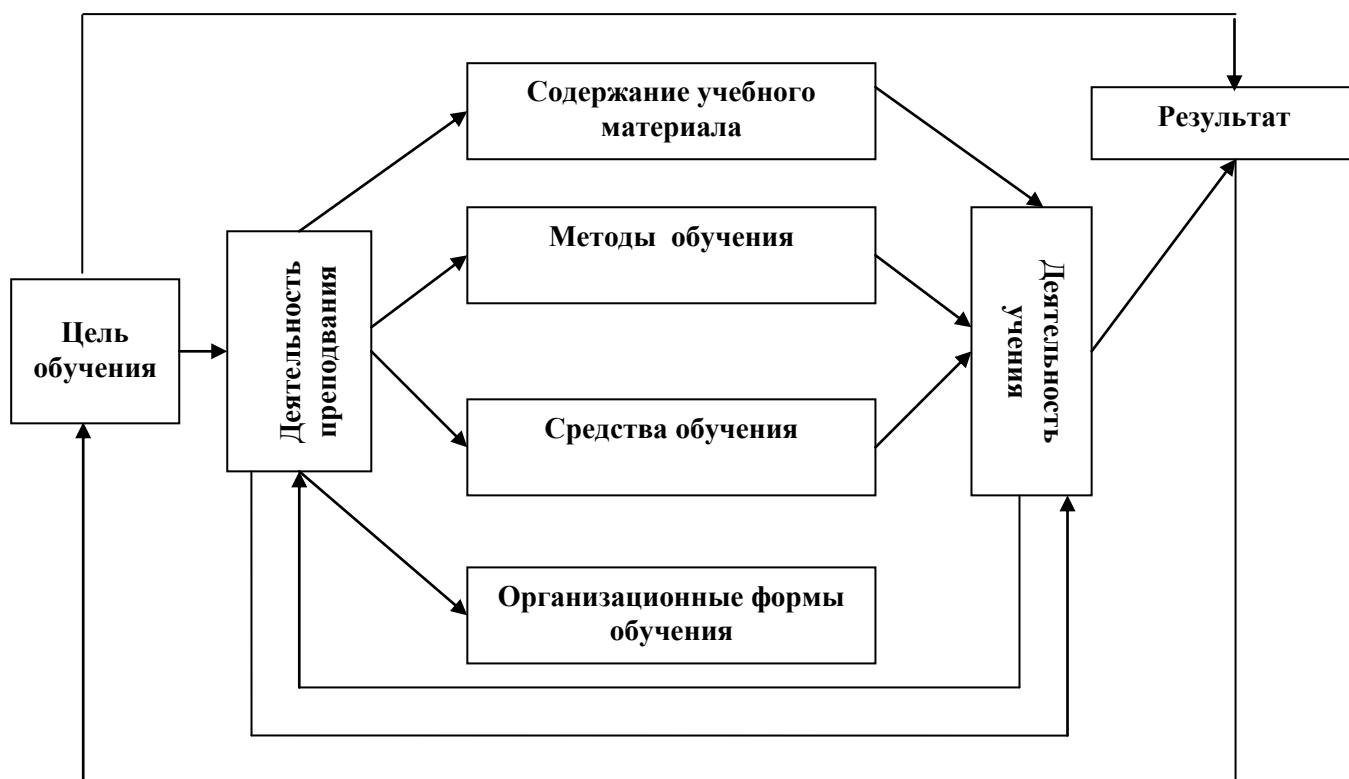 Содержание учебного
материала
Результат
Методы обучения
Цель
обучения
Деятельность
преподвания
Деятельность
учения
Средства обучения
Организационные формы
обучения